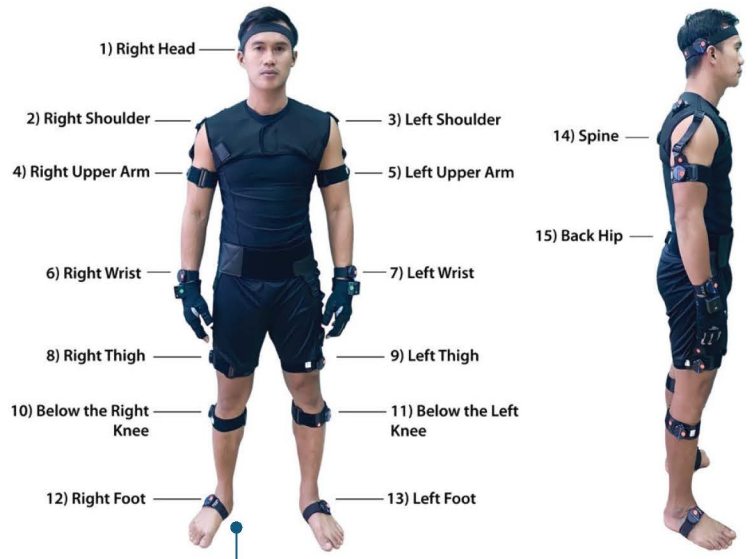 1) Right Head
2) Right Shoulder
3) Left Shoulder
14) Spine
4) Right Upper Arm
5) Left Upper Arm
15) Back Hip
6) Right Wrist
7) Left Wrist
8) Right Thigh
9) Left Thigh
10) Below the Right
Knee
11) Below the Left
Knee
12) Right Foot
13) Left Foot